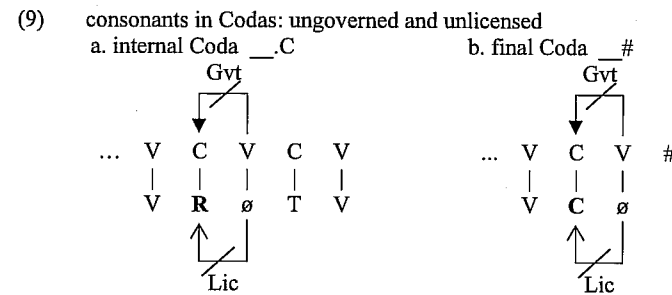 (9) consonants in Codas: ungoverned and unlicensed
a. internal Coda __.C b. final Coda __#
Gvt Gvt
... V C V C V ... V C V #
V R ø T V V C ø
Lic Lic